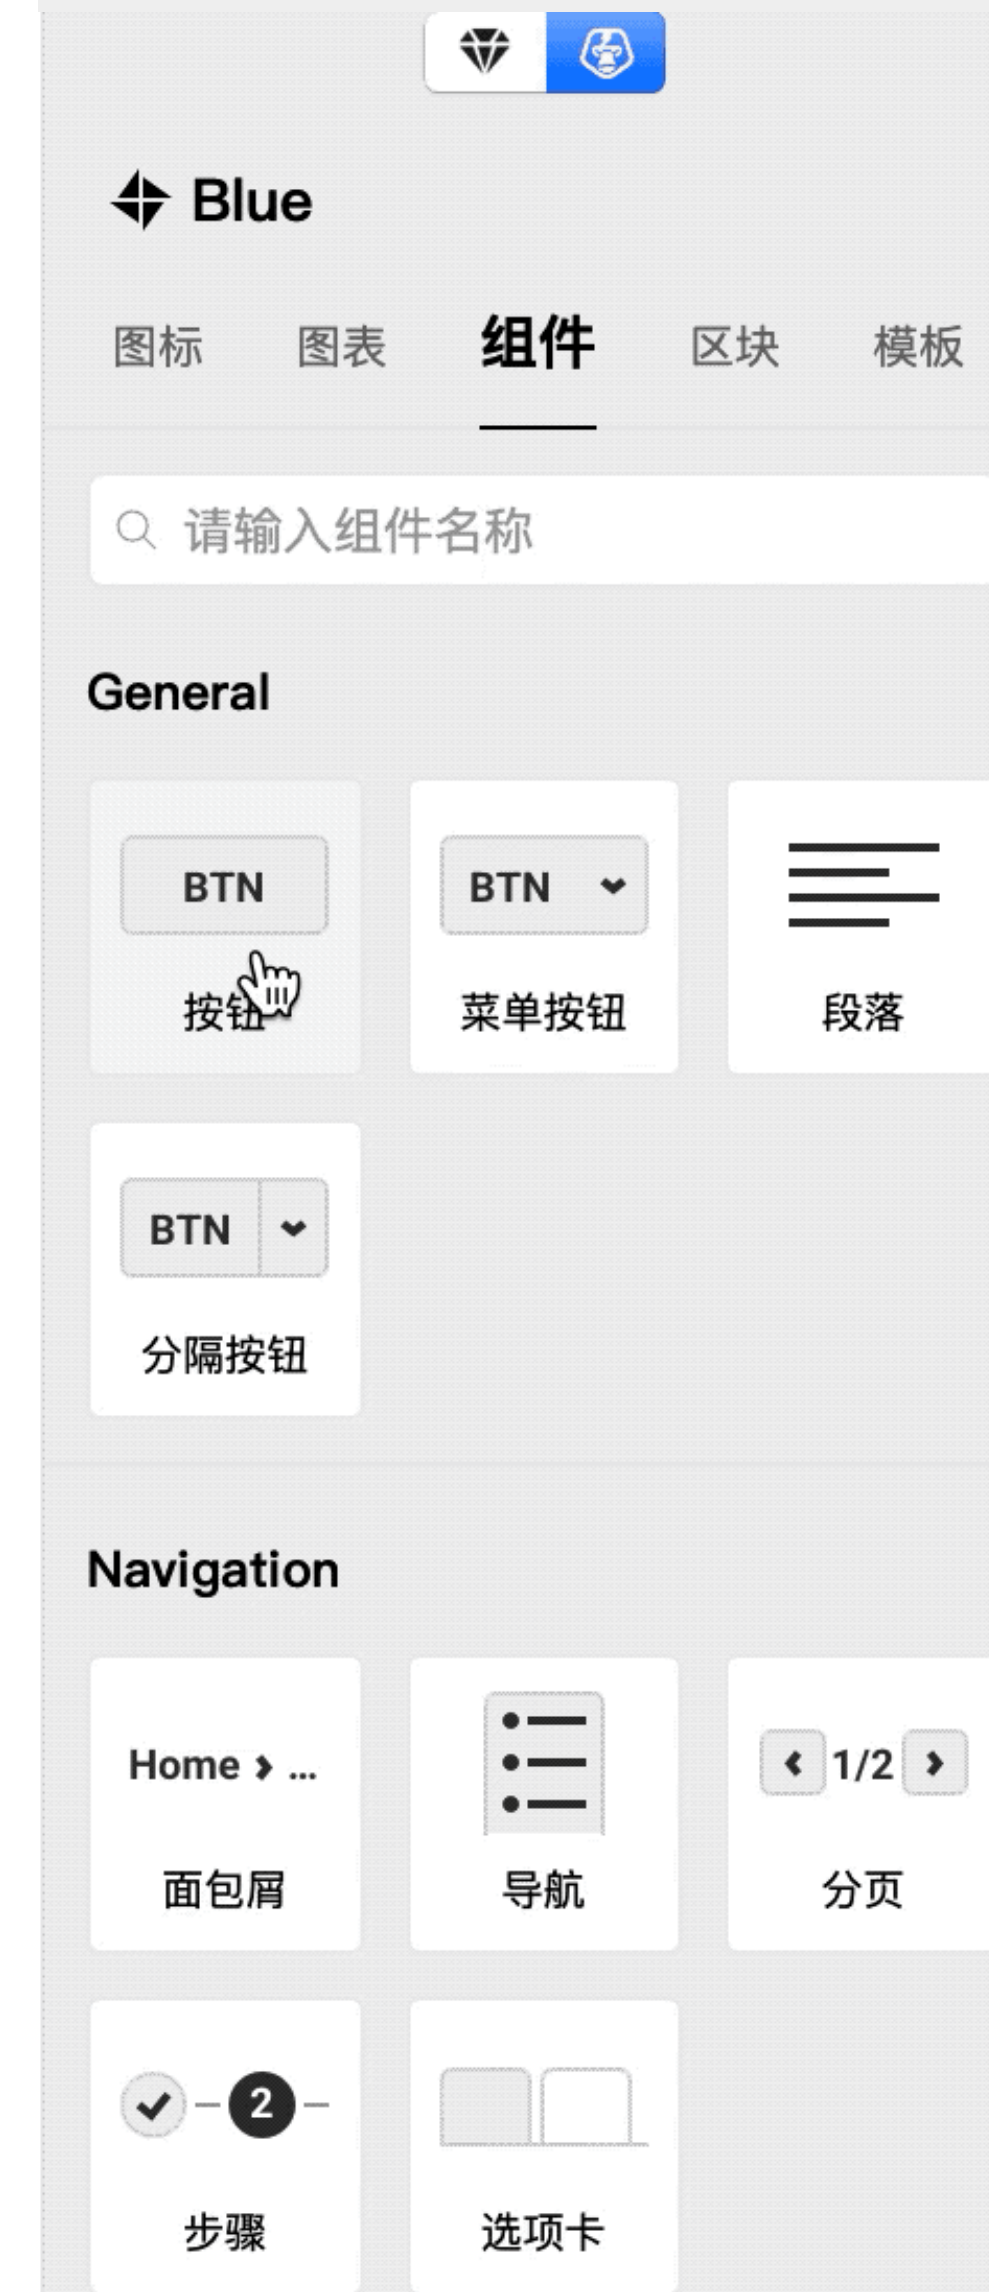 Blue
图标 图表 组件 区块 模板
请输入组件名称
General
BTN BTN
按钮 菜单按钮 段落
BTN
分隔按钮
Navigation
Home › ... 1/2
面包屑 导航 分页
2
步骤 选项卡